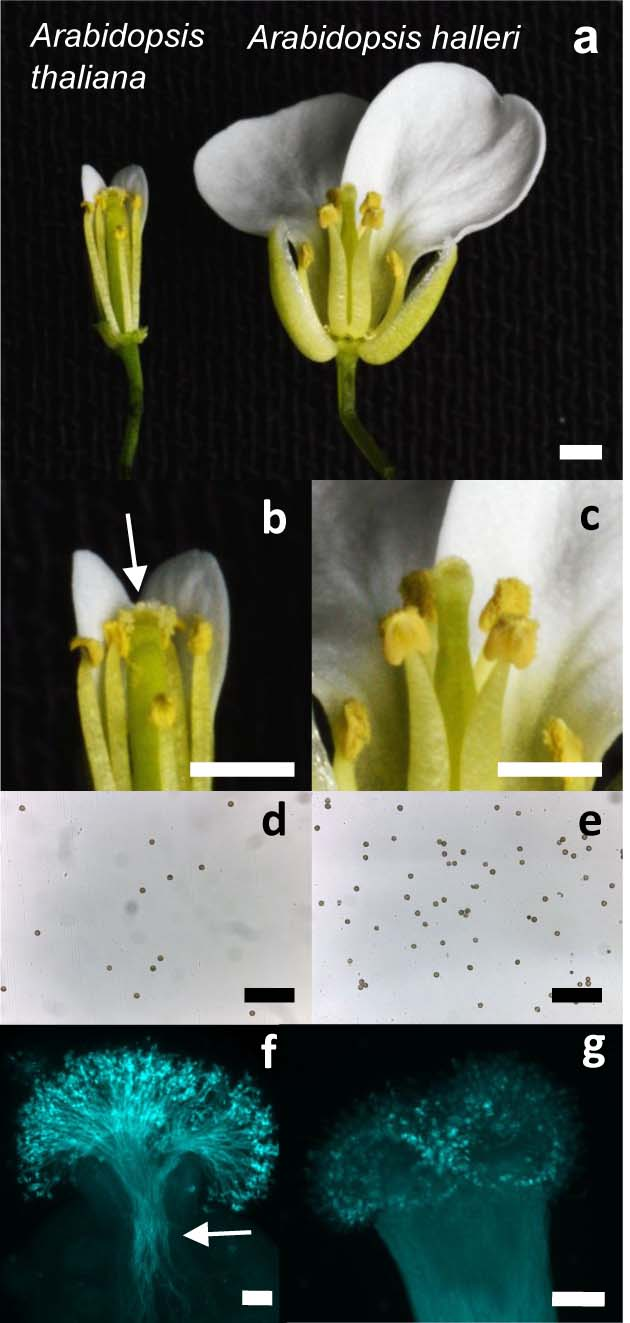 Arabidopsis
thaliana
Arabidopsis halleri
a
b
c
d
e
f
g